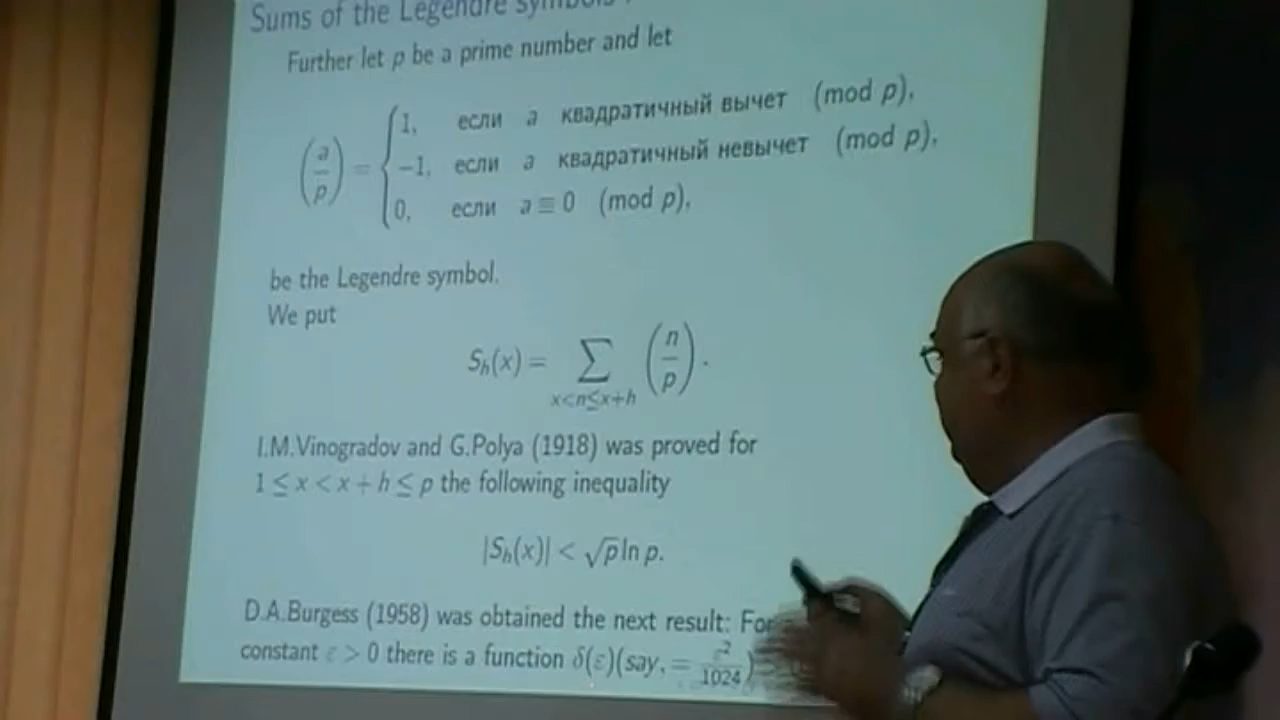 Sums of the Legendre symbols
Further let p be a prime number and let
(a/p) = { 1, если a квадратичный вычет (mod p),
−1, если a квадратичный невычет (mod p),
0, если a ≡ 0 (mod p),
be the Legendre symbol.
We put
S_h(x) = ∑_{x<n≤x+h} (n/p).
I.M.Vinogradov and G.Polya (1918) was proved for
1 ≤ x < x + h ≤ p the following inequality
|S_h(x)| < √p ln p.
D.A.Burgess (1958) was obtained the next result: For
constant ε > 0 there is a function δ(ε)(say, = ε²/1024)